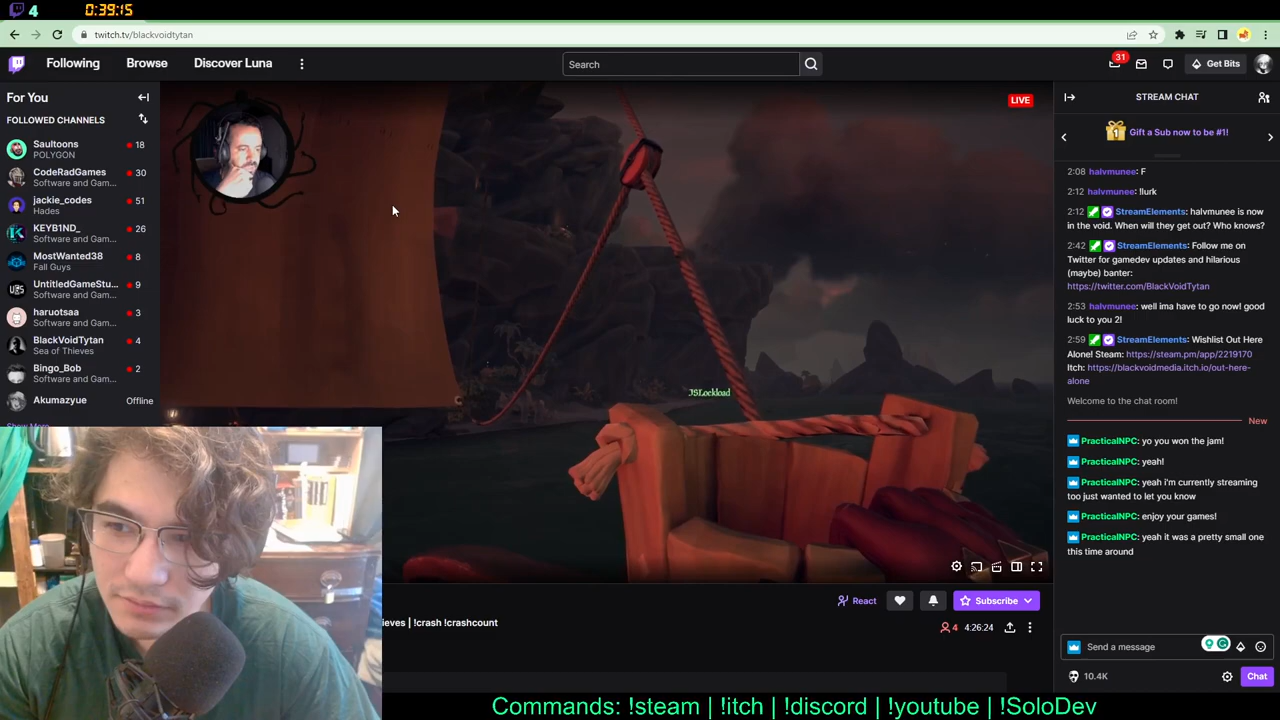 4
0:39:15
twitch.tv/blackvoidtytan
Following
Browse
Discover Luna
Search
31
Get Bits
For You
FOLLOWED CHANNELS
Saultoons
18
POLYGON
CodeRadGames
30
Software and Gam...
jackie_codes
51
Hades
KEYB1ND_
26
Software and Gam...
MostWanted38
8
Fall Guys
UntitledGameStu...
9
Software and Gam...
haruotsaa
3
Software and Gam...
BlackVoidTytan
4
Sea of Thieves
Bingo_Bob
2
Software and Gam...
Akumazyue
Offline
LIVE
JSLockload
React
Subscribe
ieves | !crash !crashcount
4
4:26:24
STREAM CHAT
1
Gift a Sub now to be #1!
2:08 halvmunee: F
2:12 halvmunee: !lurk
2:12 StreamElements: halvmunee is now
in the void. When will they get out? Who knows?
2:42 StreamElements: Follow me on
Twitter for gamedev updates and hilarious
(maybe) banter:
https://twitter.com/BlackVoidTytan
2:53 halvmunee: well ima have to go now! good
luck to you 2!
2:59 StreamElements: Wishlist Out Here
Alone! Steam: https://steam.pm/app/2219170
Itch: https://blackvoidmedia.itch.io/out-here-
alone
Welcome to the chat room!
New
PracticalNPC: yo you won the jam!
PracticalNPC: yeah!
PracticalNPC: yeah i'm currently streaming
too just wanted to let you know
PracticalNPC: enjoy your games!
PracticalNPC: yeah it was a pretty small one
this time around
Send a message
10.4K
Chat
Commands: !steam | !itch | !discord | !youtube | !SoloDev